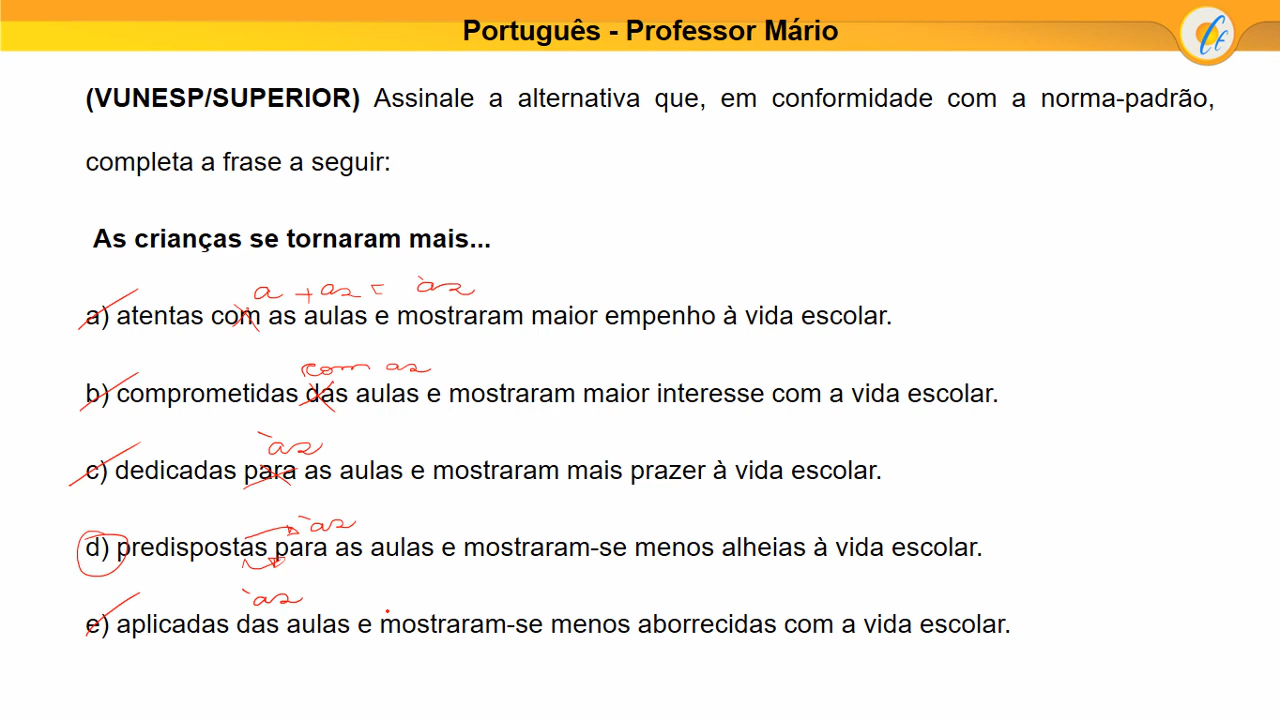 Português - Professor Mário
(VUNESP/SUPERIOR) Assinale a alternativa que, em conformidade com a norma-padrão,
completa a frase a seguir:
As crianças se tornaram mais...
a + as = às
a) atentas com as aulas e mostraram maior empenho à vida escolar.
com as
b) comprometidas das aulas e mostraram maior interesse com a vida escolar.
às
c) dedicadas para as aulas e mostraram mais prazer à vida escolar.
às
d) predispostas para as aulas e mostraram-se menos alheias à vida escolar.
às
e) aplicadas das aulas e mostraram-se menos aborrecidas com a vida escolar.